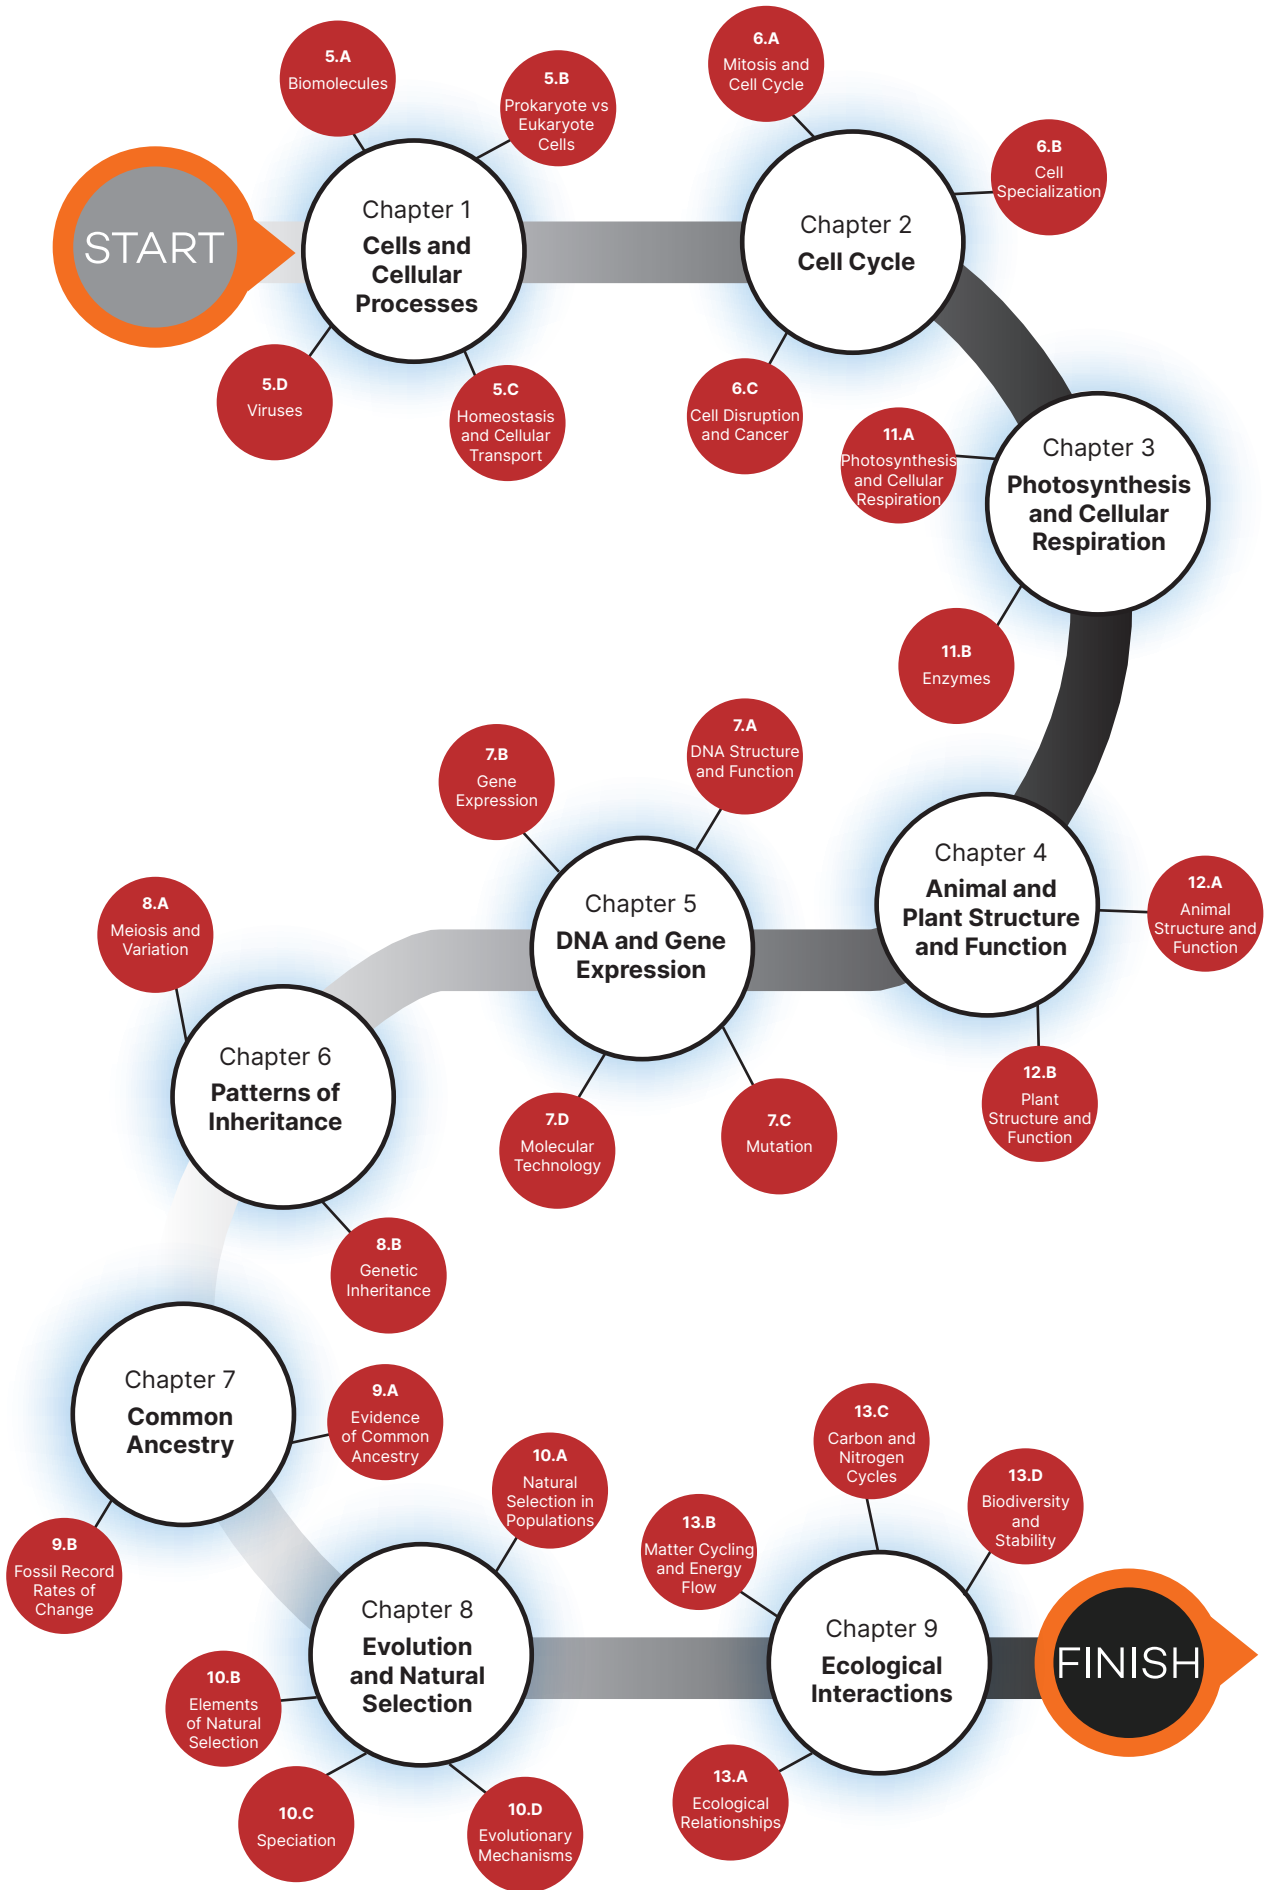 START
5.A
Biomolecules
5.B
Prokaryote vs
Eukaryote
Cells
Chapter 1
Cells and
Cellular
Processes
5.D
Viruses
5.C
Homeostasis
and Cellular
Transport
6.A
Mitosis and
Cell Cycle
6.B
Cell
Specialization
Chapter 2
Cell Cycle
6.C
Cell Disruption
and Cancer
11.A
Photosynthesis
and Cellular
Respiration
Chapter 3
Photosynthesis
and Cellular
Respiration
11.B
Enzymes
Chapter 4
Animal and
Plant Structure
and Function
12.A
Animal
Structure and
Function
12.B
Plant
Structure and
Function
7.A
DNA Structure
and Function
7.B
Gene
Expression
Chapter 5
DNA and Gene
Expression
7.D
Molecular
Technology
7.C
Mutation
8.A
Meiosis and
Variation
Chapter 6
Patterns of
Inheritance
8.B
Genetic
Inheritance
Chapter 7
Common
Ancestry
9.A
Evidence
of Common
Ancestry
9.B
Fossil Record
Rates of
Change
10.A
Natural
Selection in
Populations
Chapter 8
Evolution
and Natural
Selection
10.B
Elements
of Natural
Selection
10.C
Speciation
10.D
Evolutionary
Mechanisms
13.C
Carbon and
Nitrogen
Cycles
13.D
Biodiversity
and
Stability
13.B
Matter Cycling
and Energy
Flow
Chapter 9
Ecological
Interactions
13.A
Ecological
Relationships
FINISH